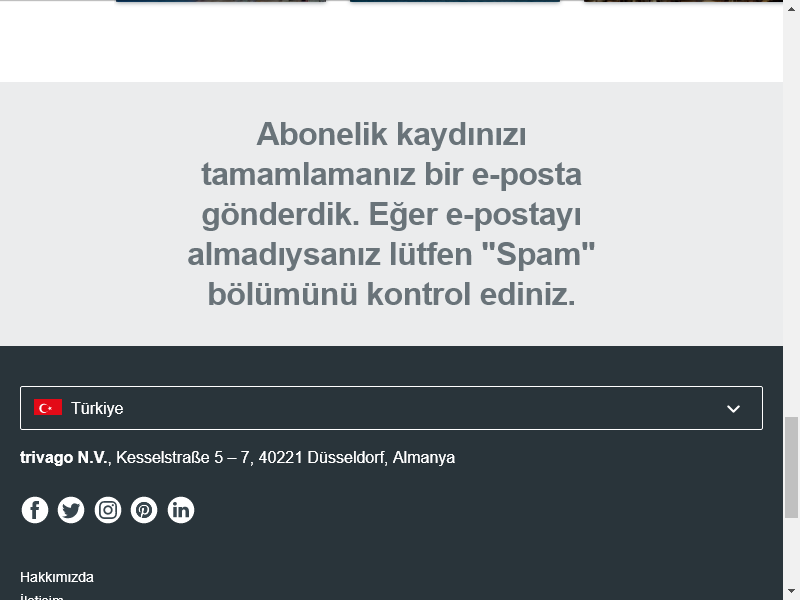 Abonelik kaydınızı
tamamlamanız bir e-posta
gönderdik. Eğer e-postayı
almadıysanız lütfen "Spam"
bölümünü kontrol ediniz.
Türkiye
trivago N.V., Kesselstraße 5 – 7, 40221 Düsseldorf, Almanya
Hakkımızda
İletişim